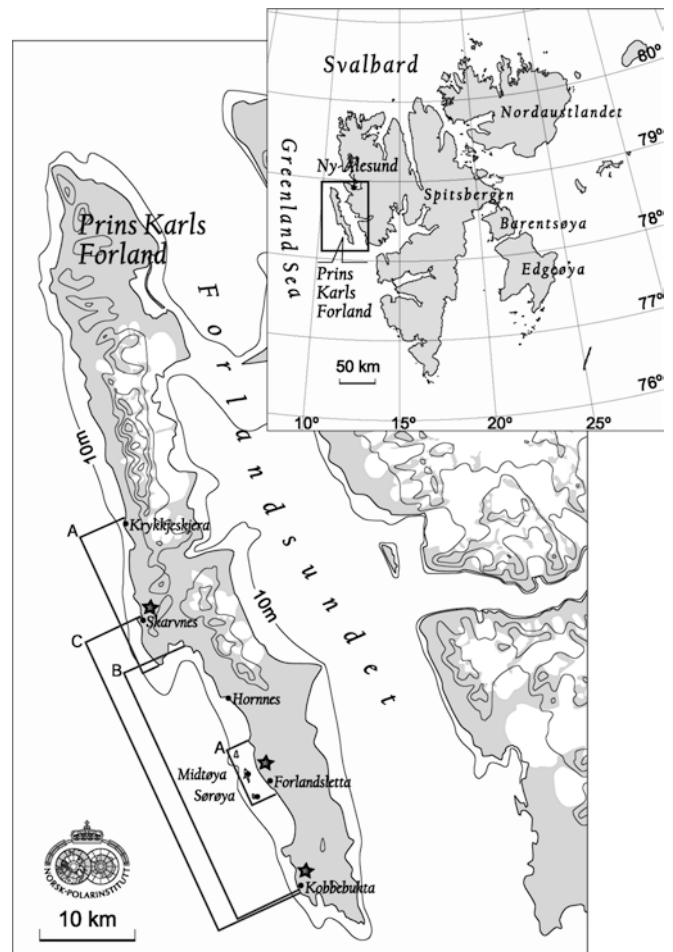 Svalbard
80°
Nordaustlandet
79°
Greenland Sea
Ny-Ålesund
Spitsbergen
78°
Barentsøya
Prins
Karls
Forland
Edgeøya
77°
50 km
76°
10°
15°
20°
25°
Prins Karls
Forland
Forlandsundet
10m
A
Krykkjeskjera
C
Skarvnes
10m
B
Hornnes
A
Midtøya
Forlandsletta
Sørøya
NORSK-POLARINSTITUTT
Kobbebukta
10 km